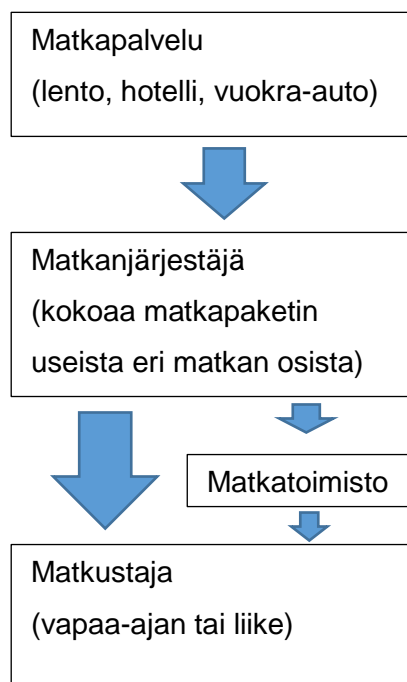 Matkapalvelu
(lento, hotelli, vuokra-auto)
Matkanjärjestäjä
(kokoaa matkapaketin
useista eri matkan osista)
Matkatoimisto
Matkustaja
(vapaa-ajan tai liike)